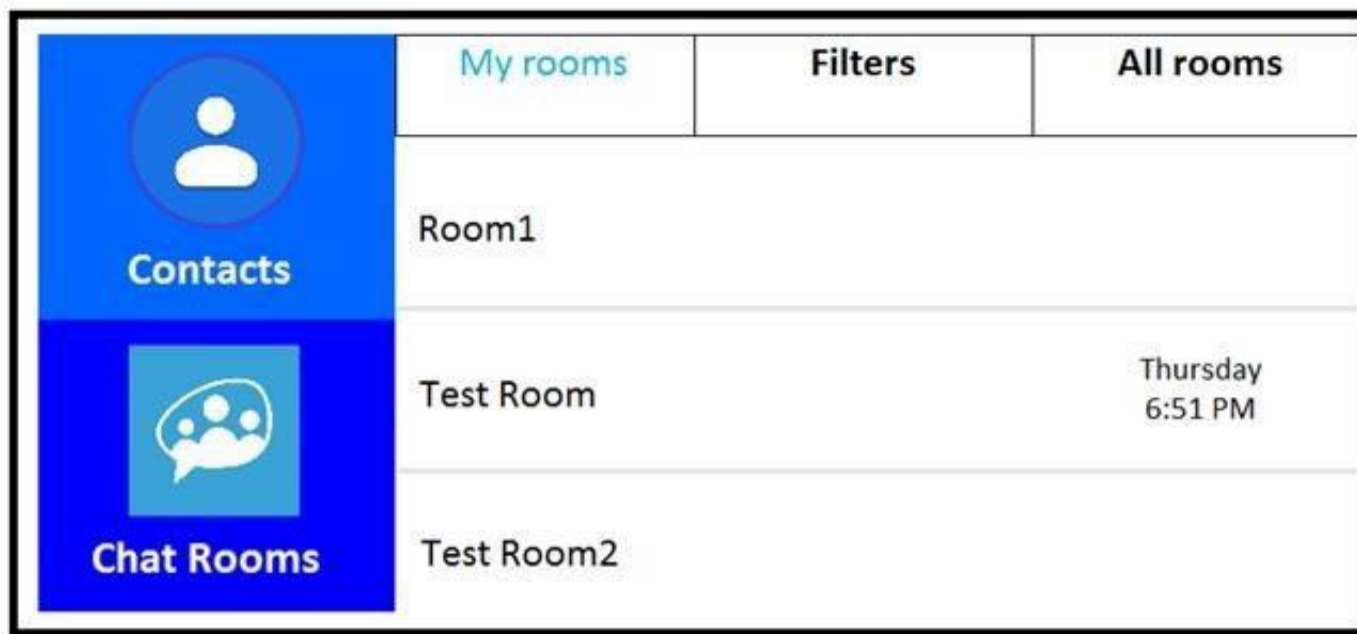 My rooms
Filters
All rooms
Contacts
Room1
Test Room
Thursday
6:51 PM
Chat Rooms
Test Room2